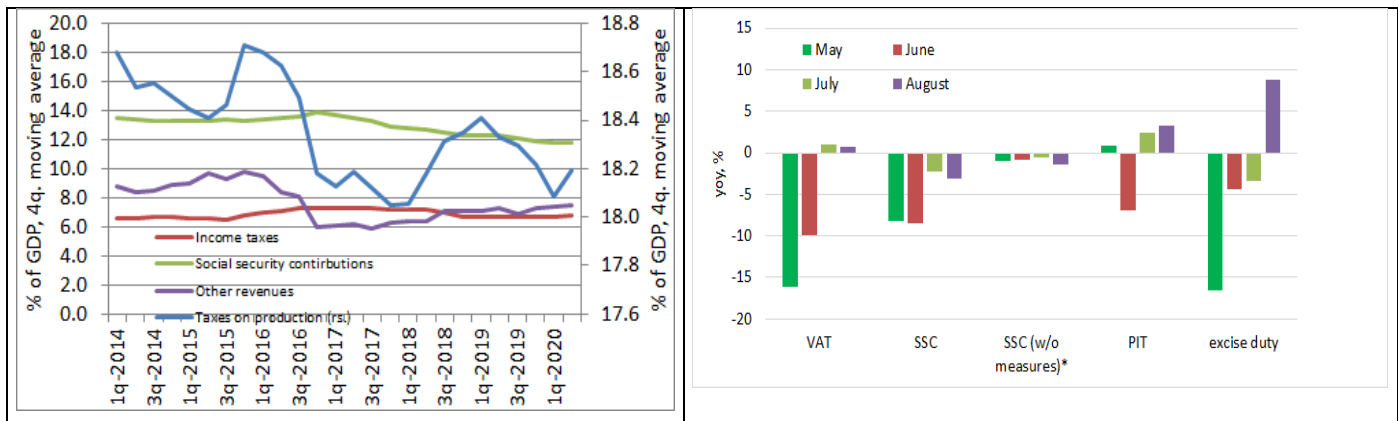 20.0
18.0
16.0
14.0
12.0
10.0
8.0
6.0
4.0
2.0
0.0
% of GDP, 4q. moving average
18.8
18.6
18.4
18.2
18.0
17.8
17.6
% of GDP, 4q. moving average
Income taxes
Social security contirbutions
Other revenues
Taxes on production (rs.)
1q-2014
3q-2014
1q-2015
3q-2015
1q-2016
3q-2016
1q-2017
3q-2017
1q-2018
3q-2018
1q-2019
3q-2019
1q-2020
15
10
5
0
-5
-10
-15
-20
yoy, %
May June
July August
VAT SSC SSC (w/o measures)* PIT excise duty